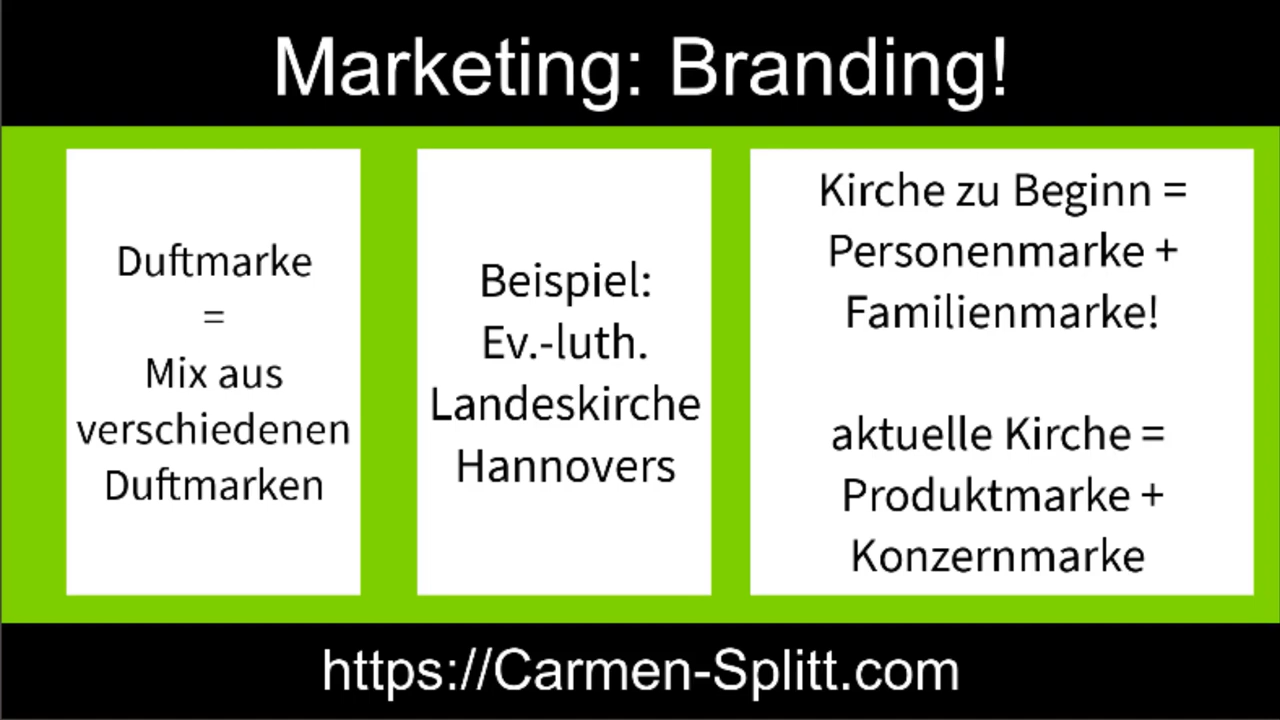 Marketing: Branding!
Duftmarke
=
Mix aus
verschiedenen
Duftmarken
Beispiel:
Ev.-luth.
Landeskirche
Hannovers
Kirche zu Beginn =
Personenmarke +
Familienmarke!
aktuelle Kirche =
Produktmarke +
Konzernmarke
https://Carmen-Splitt.com